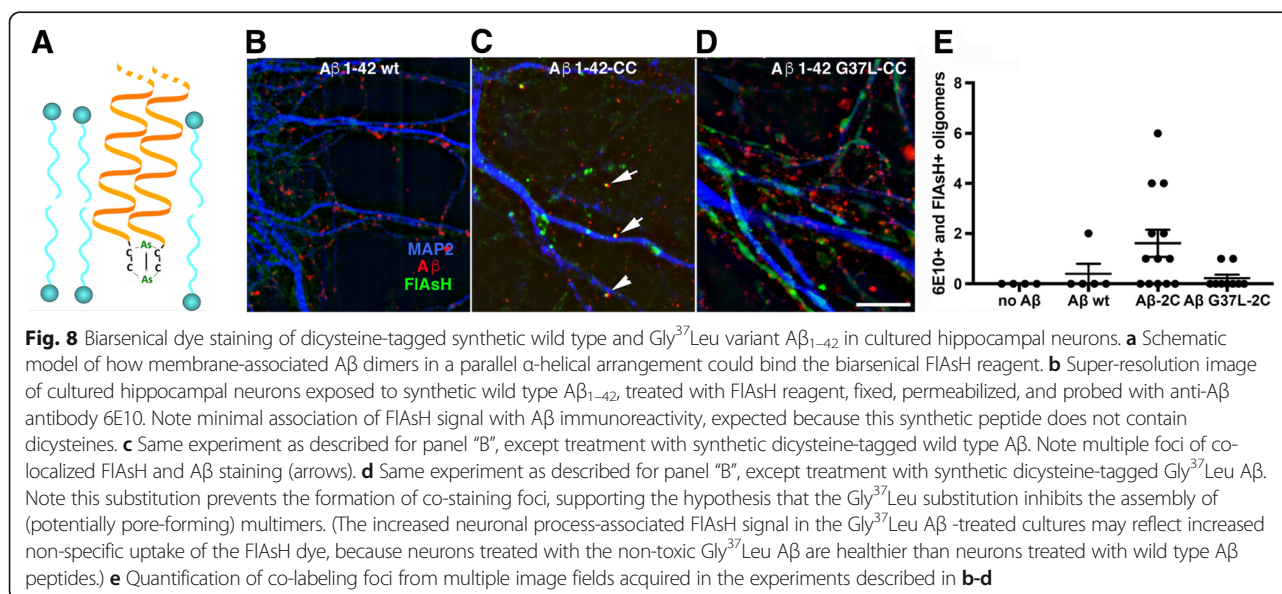 A
B
C
D
E
Aβ 1-42 wt
Aβ 1-42-CC
Aβ 1-42 G37L-CC
MAP2
Aβ
FlAsH
As
C C
C C
As
6E10+ and FlAsH+ oligomers
8
6
4
2
0
no Aβ Aβ wt Aβ-2C Aβ G37L-2C
Fig. 8 Biarsenical dye staining of dicysteine-tagged synthetic wild type and Gly³⁷Leu variant Aβ₁₋₄₂ in cultured hippocampal neurons. a Schematic
model of how membrane-associated Aβ dimers in a parallel α-helical arrangement could bind the biarsenical FlAsH reagent. b Super-resolution image
of cultured hippocampal neurons exposed to synthetic wild type Aβ₁₋₄₂, treated with FlAsH reagent, fixed, permeabilized, and probed with anti-Aβ
antibody 6E10. Note minimal association of FlAsH signal with Aβ immunoreactivity, expected because this synthetic peptide does not contain
dicysteines. c Same experiment as described for panel “B”, except treatment with synthetic dicysteine-tagged wild type Aβ. Note multiple foci of co-
localized FlAsH and Aβ staining (arrows). d Same experiment as described for panel “B”, except treatment with synthetic dicysteine-tagged Gly³⁷Leu Aβ.
Note this substitution prevents the formation of co-staining foci, supporting the hypothesis that the Gly³⁷Leu substitution inhibits the assembly of
(potentially pore-forming) multimers. (The increased neuronal process-associated FlAsH signal in the Gly³⁷Leu Aβ -treated cultures may reflect increased
non-specific uptake of the FlAsH dye, because neurons treated with the non-toxic Gly³⁷Leu Aβ are healthier than neurons treated with wild type Aβ
peptides.) e Quantification of co-labeling foci from multiple image fields acquired in the experiments described in b-d